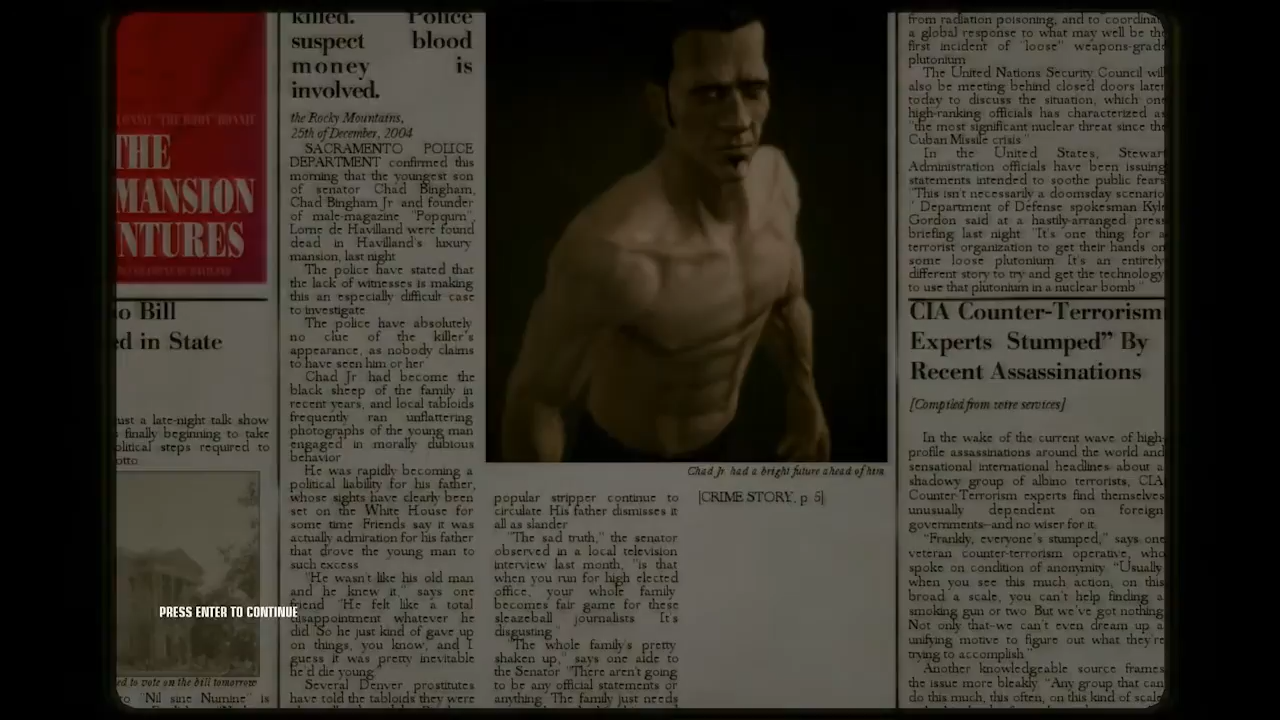 THE
MANSION
NTURES
to Bill
ed in State
just a late-night talk show
s finally beginning to take
olitical steps required to
otto
ed to vote on the bill tomorrow
to "Nil sine Numine" is
killed. Police
suspect blood
money is
involved.
the Rocky Mountains,
25th of December, 2004
SACRAMENTO POLICE
DEPARTMENT confirmed this
morning that the youngest son
of senator Chad Bingham,
Chad Bingham Jr and founder
of male-magazine "Popgun",
Lorne de Havilland were found
dead in Havilland's luxury
mansion, last night
The police have stated that
the lack of witnesses is making
this an especially difficult case
to investigate
The police have absolutely
no clue of the killer's
appearance, as nobody claims
to have seen him or her
Chad Jr had become the
black sheep of the family in
recent years, and local tabloids
frequently ran unflattering
photographs of the young man
engaged in morally dubious
behavior
He was rapidly becoming a
political liability for his father,
whose sights have clearly been
set on the White House for
some time Friends say it was
actually admiration for his father
that drove the young man to
such excess
"He wasn't like his old man
and he knew it," says one
friend "He felt like a total
disappointment whatever he
did So he just kind of gave up
on things, you know, and I
guess it was pretty inevitable
he'd die young"
Several Denver prostitutes
have told the tabloids they were
Chad Jr. had a bright future ahead of him
popular stripper continue to
circulate His father dismisses it
all as slander
"The sad truth," the senator
observed in a local television
interview last month, "is that
when you run for high elected
office, your whole family
becomes fair game for these
sleazeball journalists It's
disgusting"
"The whole family's pretty
shaken up," says one aide to
the Senator "There aren't going
to be any official statements or
anything The family just needs
[CRIME STORY, p 5]
from radiation poisoning, and to coordinate
a global response to what may well be the
first incident of "loose" weapons-grade
plutonium
The United Nations Security Council will
also be meeting behind closed doors later
today to discuss the situation, which one
high-ranking officials has characterized as
"the most significant nuclear threat since the
Cuban Missile crisis"
In the United States, Stewart
Administration officials have been issuing
statements intended to soothe public fears
"This isn't necessarily a doomsday scenario
" Department of Defense spokesman Kyle
Gordon said at a hastily-arranged press
briefing last night "It's one thing for a
terrorist organization to get their hands on
some loose plutonium It's an entirely
different story to try and get the technology
to use that plutonium in a nuclear bomb"
CIA Counter-Terrorism
Experts Stumped" By
Recent Assassinations
[Compiled from wire services]
In the wake of the current wave of high-
profile assassinations around the world and
sensational international headlines about a
shadowy group of albino terrorists, CIA
Counter-Terrorism experts find themselves
unusually dependent on foreign
governments--and no wiser for it
"Frankly, everyone's stumped," says one
veteran counter-terrorism operative, who
spoke on condition of anonymity "Usually
when you see this much action, on this
broad a scale, you can't help finding a
smoking gun or two But we've got nothing
Not only that--we can't even dream up a
unifying motive to figure out what they're
trying to accomplish"
Another knowledgeable source frames
the issue more bleakly "Any group that can
do this much, this often, on this kind of scale
PRESS ENTER TO CONTINUE